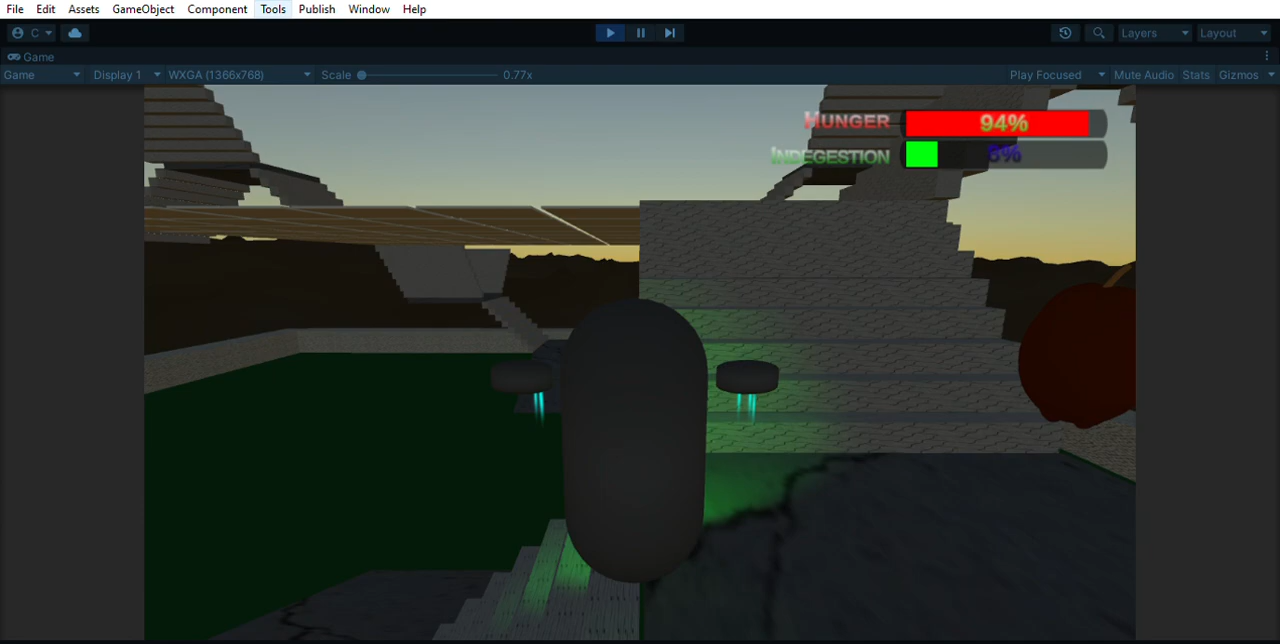 File Edit Assets GameObject Component Tools Publish Window Help
C Layers Layout
Game
Game Display 1 WXGA (1366x768) Scale 0.77x Play Focused Mute Audio Stats Gizmos
Hunger 94%
Indegestion